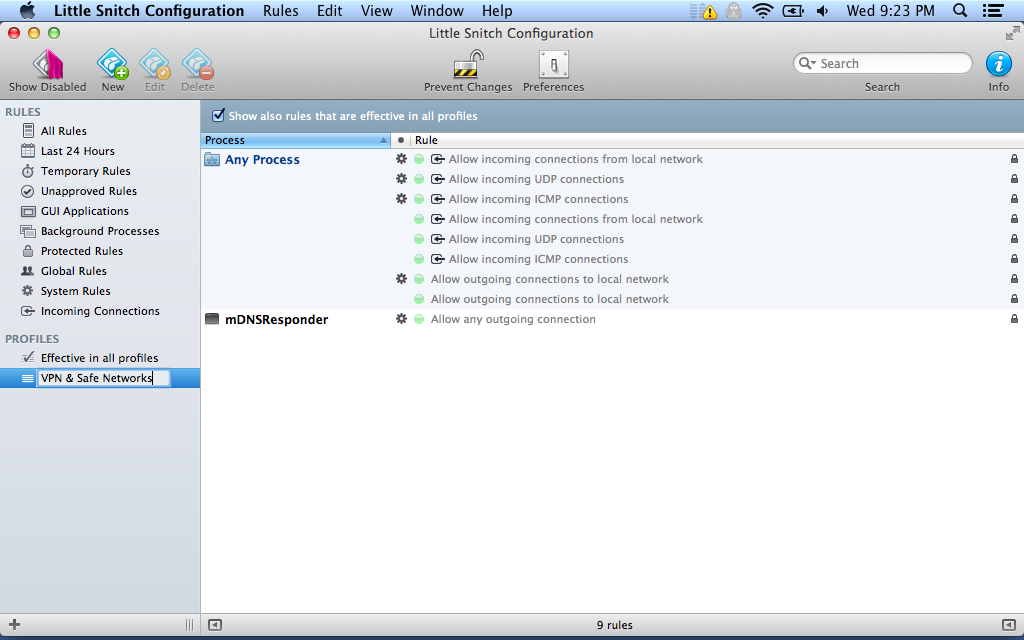 Little Snitch Configuration Rules Edit View Window Help Wed 9:23 PM
Little Snitch Configuration
Show Disabled New Edit Delete Prevent Changes Preferences Search Search Info
RULES
All Rules
Last 24 Hours
Temporary Rules
Unapproved Rules
GUI Applications
Background Processes
Protected Rules
Global Rules
System Rules
Incoming Connections
PROFILES
Effective in all profiles
VPN & Safe Networks
Show also rules that are effective in all profiles
Process Rule
Any Process Allow incoming connections from local network
Allow incoming UDP connections
Allow incoming ICMP connections
Allow incoming connections from local network
Allow incoming UDP connections
Allow incoming ICMP connections
Allow outgoing connections to local network
Allow outgoing connections to local network
mDNSResponder Allow any outgoing connection
9 rules